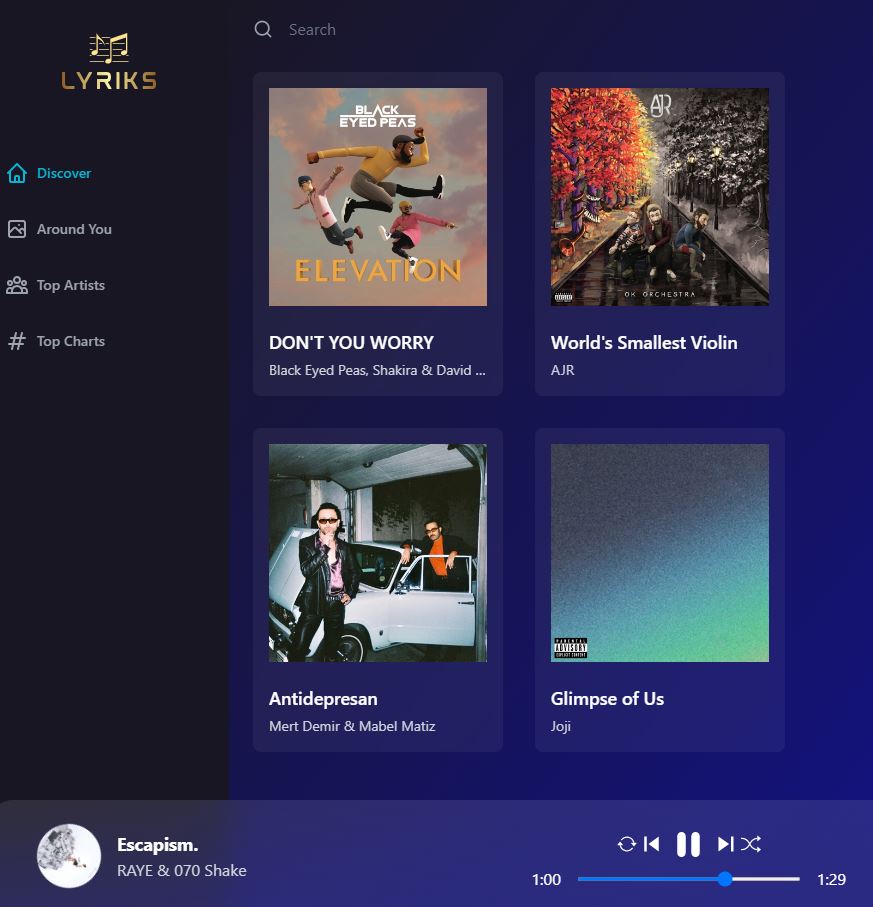 LYRIKS
Discover
Around You
Top Artists
Top Charts
Search
BLACK
EYED PEAS
ELEVATION
DON'T YOU WORRY
Black Eyed Peas, Shakira & David ...
AJR
OK ORCHESTRA
World's Smallest Violin
AJR
Antidepresan
Mert Demir & Mabel Matiz
PARENTAL
ADVISORY
EXPLICIT CONTENT
Glimpse of Us
Joji
Escapism.
RAYE & 070 Shake
1:00
1:29